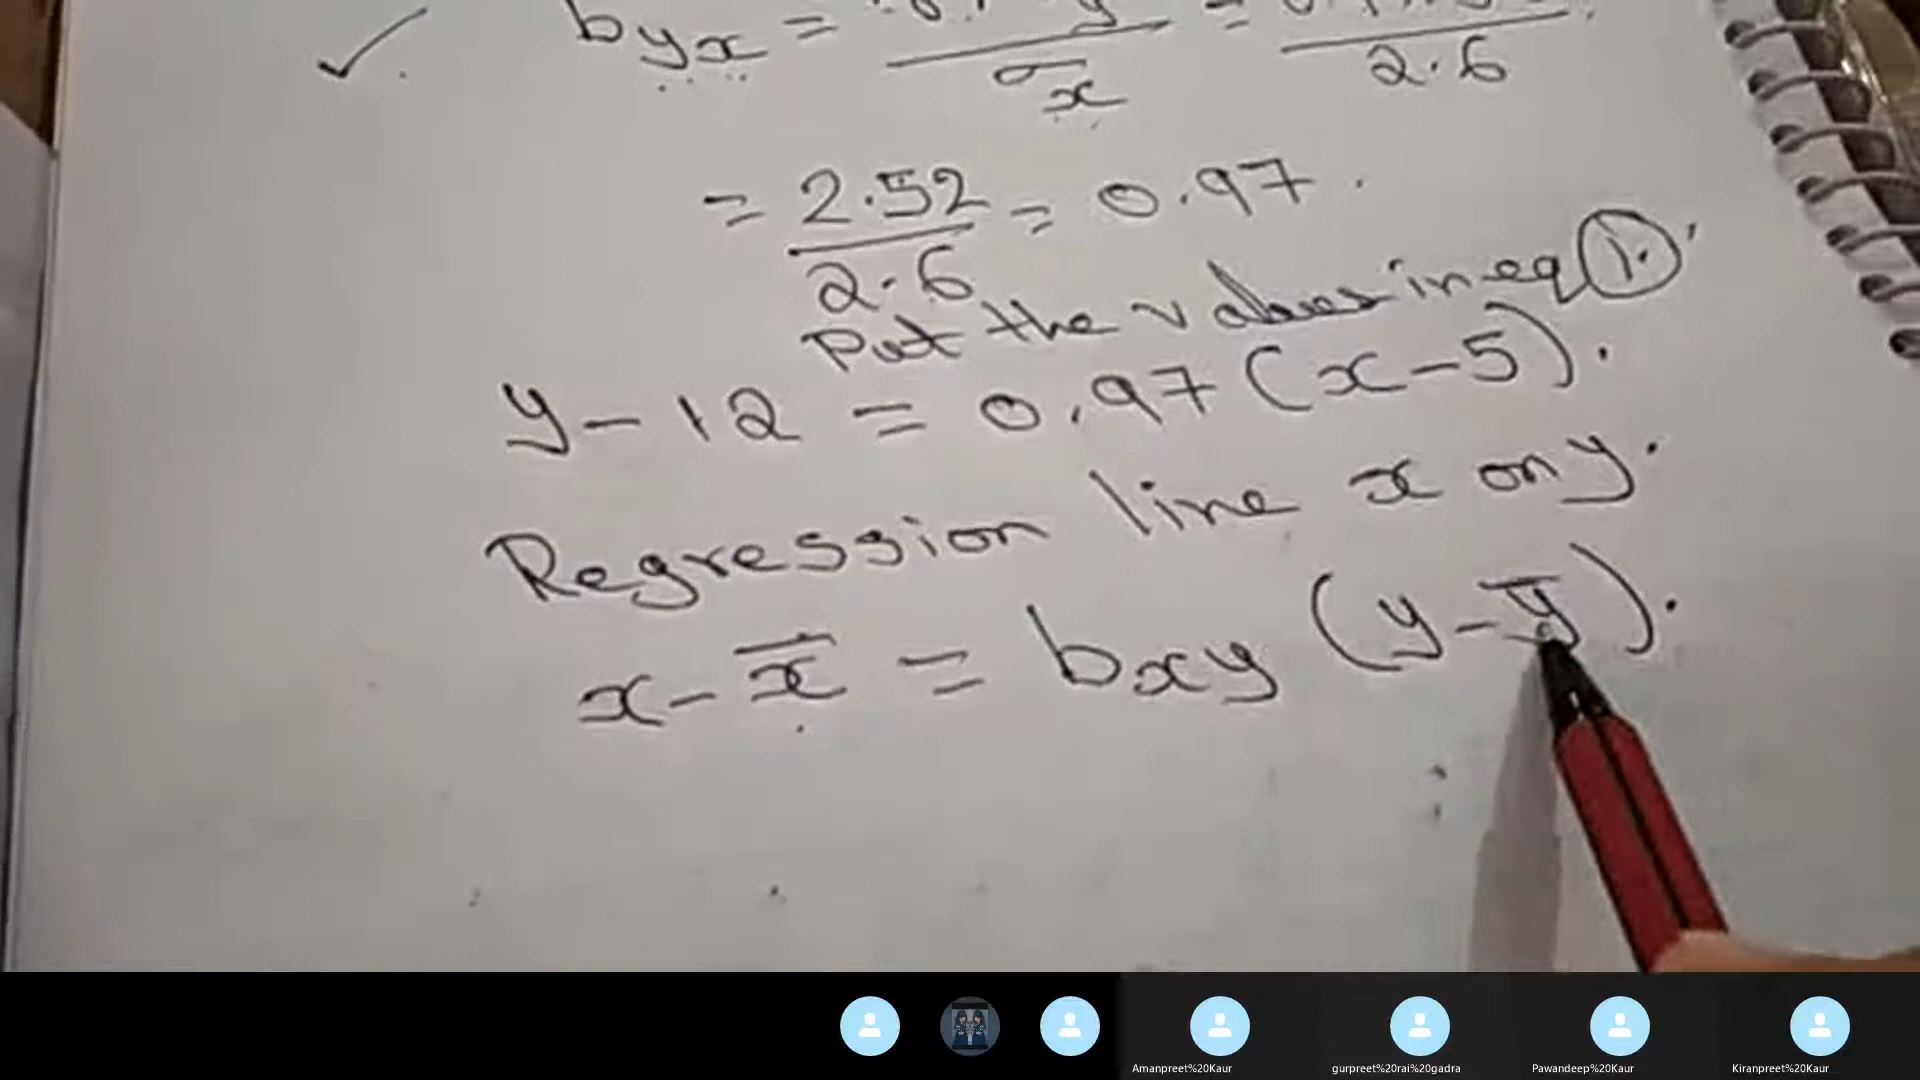 byx = =
σx 2.6
= 2.52 = 0.97.
2.6
Put the values in eq 1.
y - 12 = 0.97 (x - 5).
Regression line x on y.
x - x̅ = bxy (y - y̅).
Amanpreet%20Kaur gurpreet%20rai%20gadra Pawandeep%20Kaur Kiranpreet%20Kaur